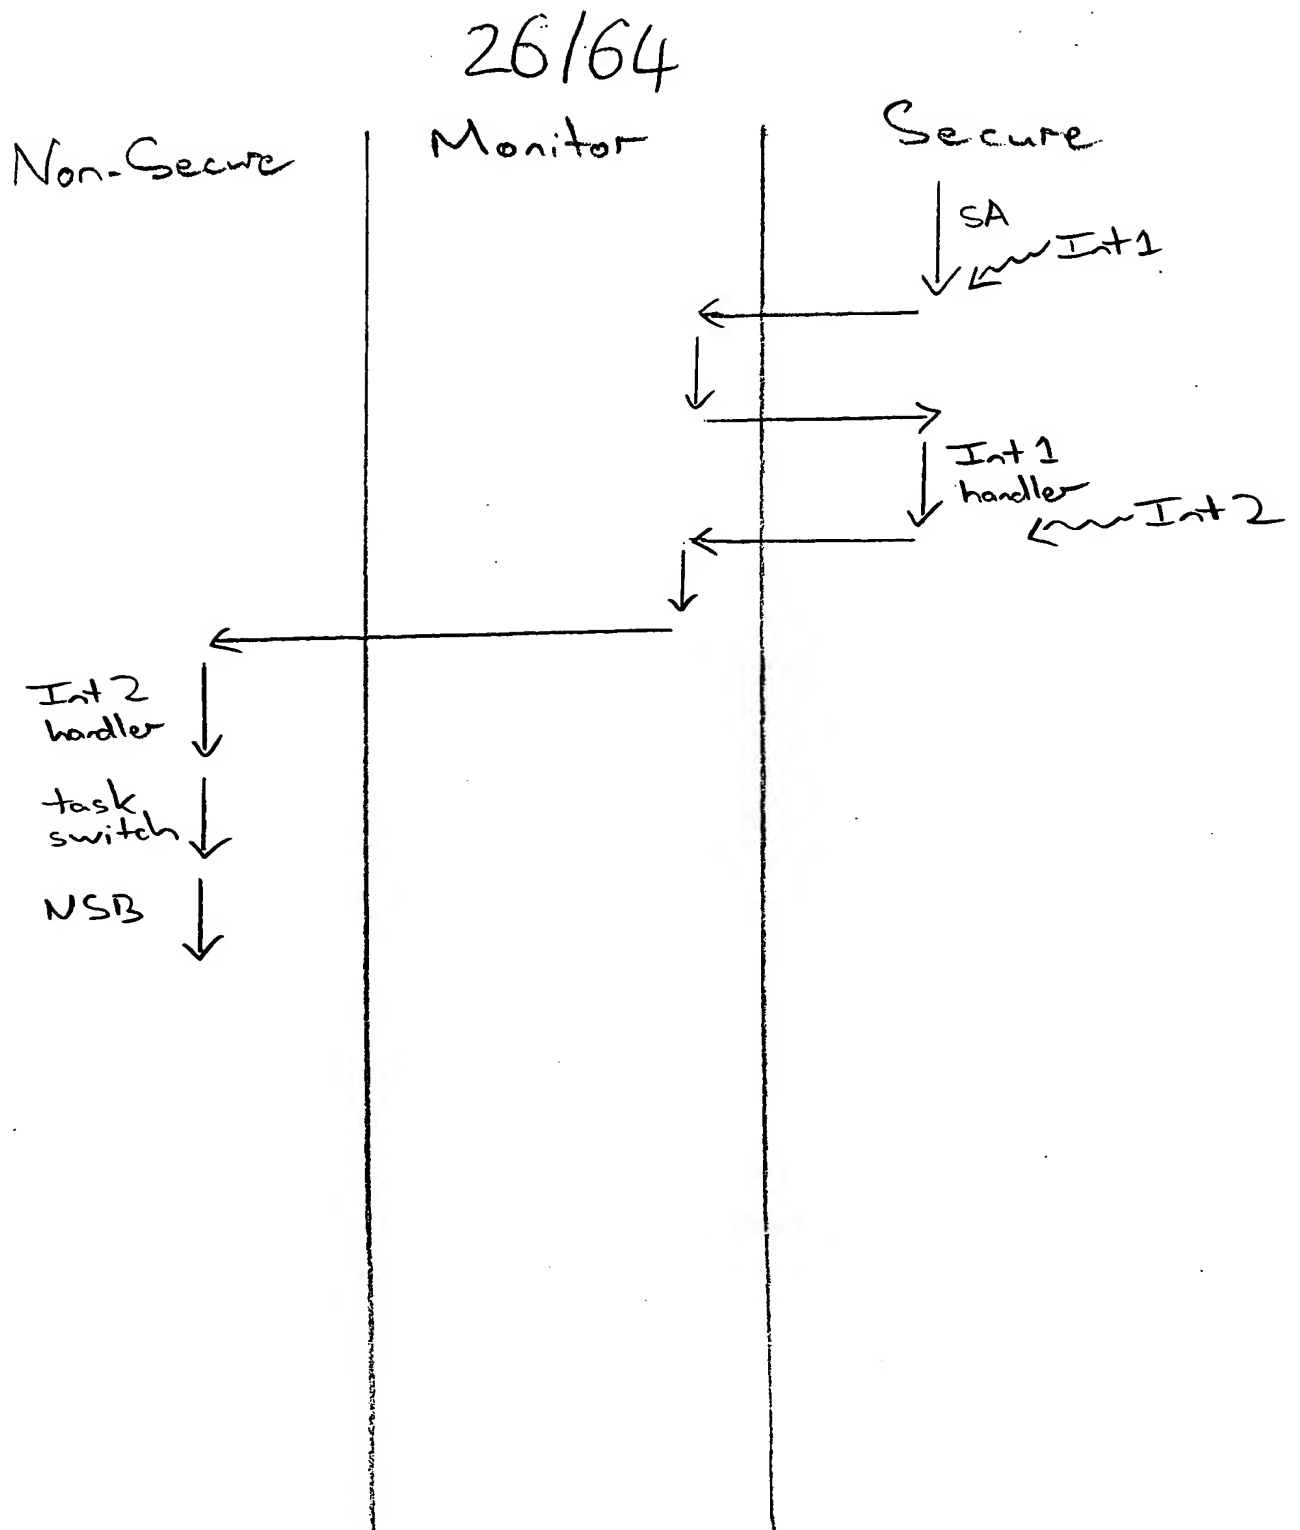 26/64
Non-Secure
Monitor
Secure
SA
Int 1
Int 1
handler
Int 2
Int 2
handler
task
switch
NSB